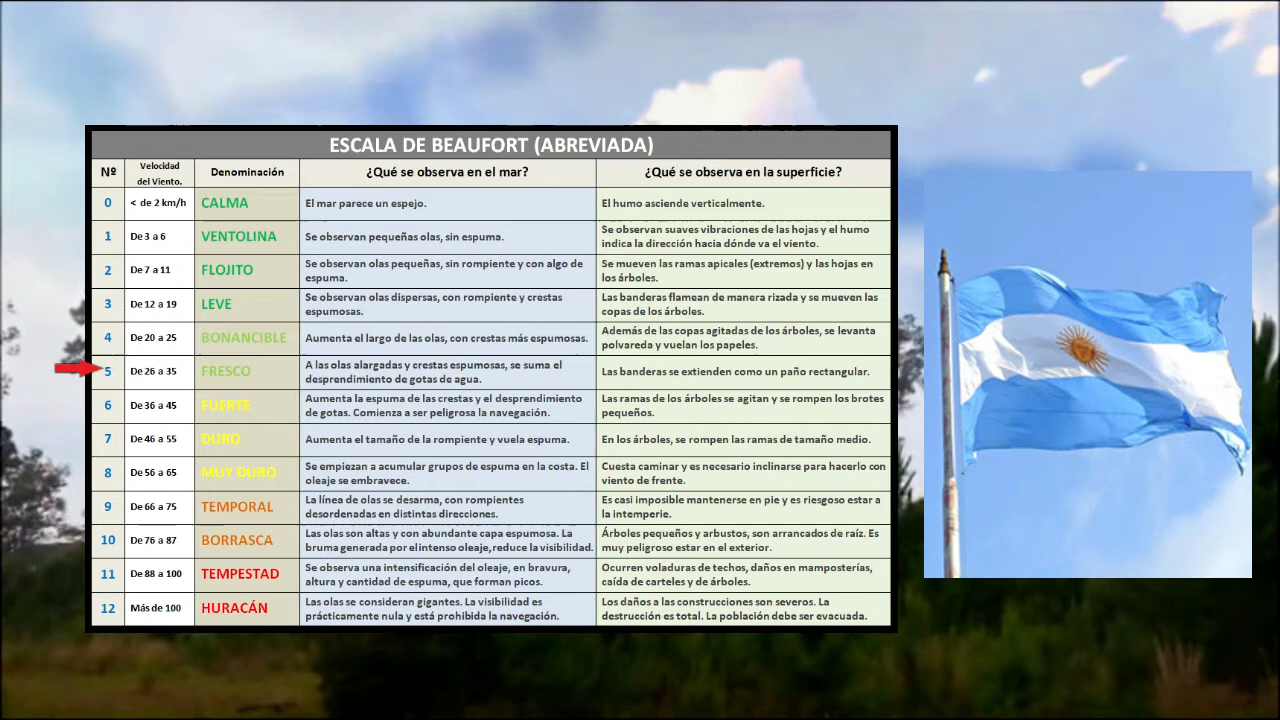 ESCALA DE BEAUFORT (ABREVIADA)
Nº
Velocidad
del Viento.
Denominación
¿Qué se observa en el mar?
¿Qué se observa en la superficie?
0
< de 2 km/h
CALMA
El mar parece un espejo.
El humo asciende verticalmente.
1
De 3 a 6
VENTOLINA
Se observan pequeñas olas, sin espuma.
Se observan suaves vibraciones de las hojas y el humo
indica la dirección hacia dónde va el viento.
2
De 7 a 11
FLOJITO
Se observan olas pequeñas, sin rompiente y con algo de
espuma.
Se mueven las ramas apicales (extremos) y las hojas en
los árboles.
3
De 12 a 19
LEVE
Se observan olas dispersas, con rompiente y crestas
espumosas.
Las banderas flamean de manera rizada y se mueven las
copas de los árboles.
4
De 20 a 25
BONANCIBLE
Aumenta el largo de las olas, con crestas más espumosas.
Además de las copas agitadas de los árboles, se levanta
polvareda y vuelan los papeles.
5
De 26 a 35
FRESCO
A las olas alargadas y crestas espumosas, se suma el
desprendimiento de gotas de agua.
Las banderas se extienden como un paño rectangular.
6
De 36 a 45
FUERTE
Aumenta la espuma de las crestas y el desprendimiento
de gotas. Comienza a ser peligrosa la navegación.
Las ramas de los árboles se agitan y se rompen los brotes
pequeños.
7
De 46 a 55
DURO
Aumenta el tamaño de la rompiente y vuela espuma.
En los árboles, se rompen las ramas de tamaño medio.
8
De 56 a 65
MUY DURO
Se empiezan a acumular grupos de espuma en la costa. El
oleaje se embravece.
Cuesta caminar y es necesario inclinarse para hacerlo con
viento de frente.
9
De 66 a 75
TEMPORAL
La línea de olas se desarma, con rompientes
desordenadas en distintas direcciones.
Es casi imposible mantenerse en pie y es riesgoso estar a
la intemperie.
10
De 76 a 87
BORRASCA
Las olas son altas y con abundante capa espumosa. La
bruma generada por el intenso oleaje, reduce la visibilidad.
Árboles pequeños y arbustos, son arrancados de raíz. Es
muy peligroso estar en el exterior.
11
De 88 a 100
TEMPESTAD
Se observa una intensificación del oleaje, en bravura,
altura y cantidad de espuma, que forman picos.
Ocurren voladuras de techos, daños en mamposterías,
caída de carteles y de árboles.
12
Más de 100
HURACÁN
Las olas se consideran gigantes. La visibilidad es
prácticamente nula y está prohibida la navegación.
Los daños a las construcciones son severos. La
destrucción es total. La población debe ser evacuada.